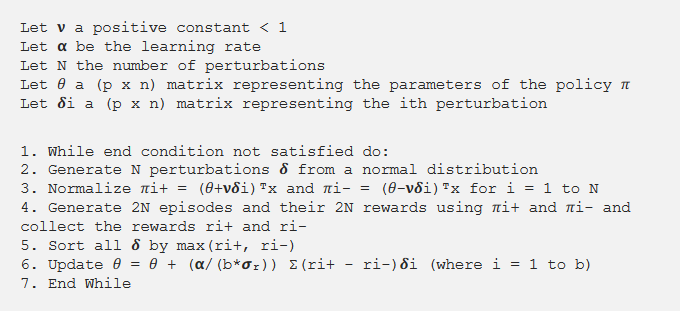 Let ν a positive constant < 1
Let α be the learning rate
Let N the number of perturbations
Let θ a (p x n) matrix representing the parameters of the policy π
Let δi a (p x n) matrix representing the ith perturbation
1. While end condition not satisfied do:
2. Generate N perturbations δ from a normal distribution
3. Normalize πi+ = (θ+νδi)ᵀx and πi- = (θ-νδi)ᵀx for i = 1 to N
4. Generate 2N episodes and their 2N rewards using πi+ and πi- and
collect the rewards ri+ and ri-
5. Sort all δ by max(ri+, ri-)
6. Update θ = θ + (α/(b*σᵣ)) Σ(ri+ - ri-)δi (where i = 1 to b)
7. End While